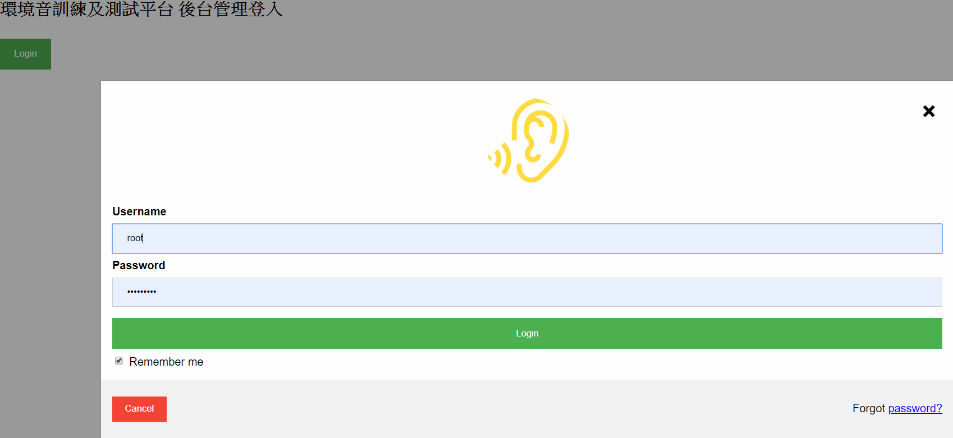 環境音訓練及測試平台 後台管理登入
Login
Username
root
Password
•••••••••
Login
Remember me
Cancol
Forgot password?